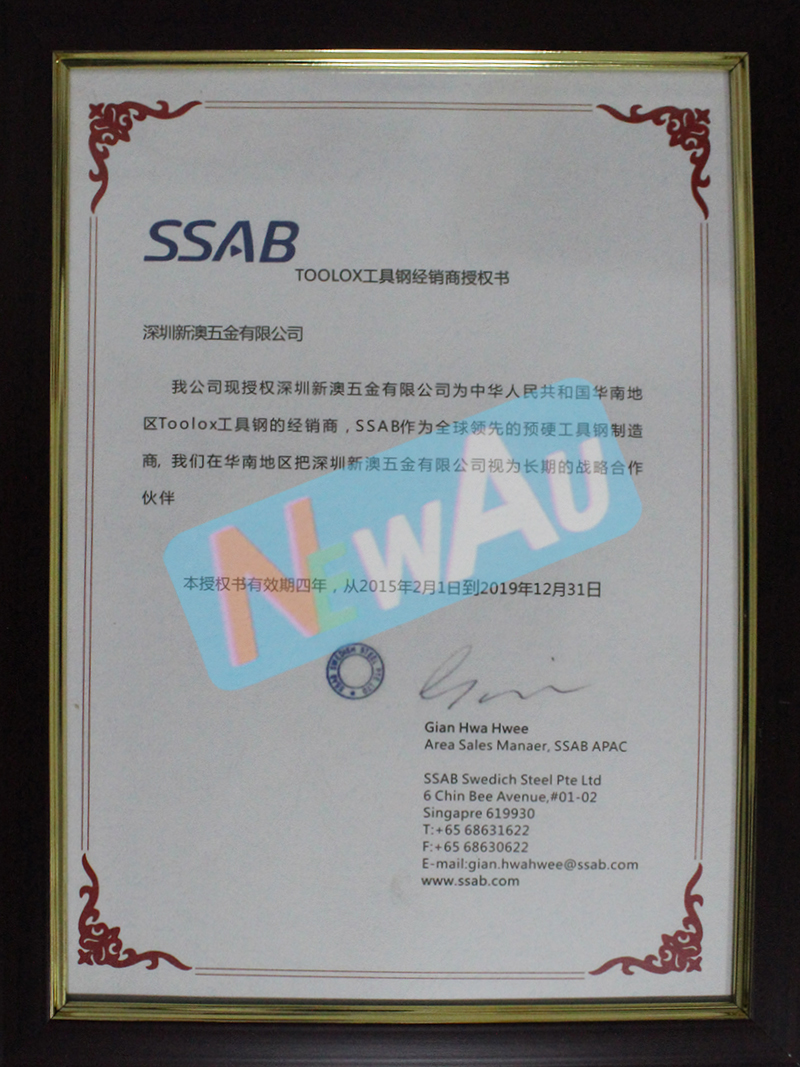 SSAB
TOOLOX工具钢经销商授权书
深圳新澳五金有限公司
我公司现授权深圳新澳五金有限公司为中华人民共和国华南地
区Toolox工具钢的经销商，SSAB作为全球领先的预硬工具钢制造
商, 我们在华南地区把深圳新澳五金有限公司视为长期的战略合作
伙伴
NewAu
本授权书有效期四年，从2015年2月1日到2019年12月31日
SSAB SWEDISH STEEL PTE LTD
Gian Hwa Hwee
Area Sales Manaer, SSAB APAC
SSAB Swedich Steel Pte Ltd
6 Chin Bee Avenue,#01-02
Singapre 619930
T:+65 68631622
F:+65 68630622
E-mail:gian.hwahwee@ssab.com
www.ssab.com